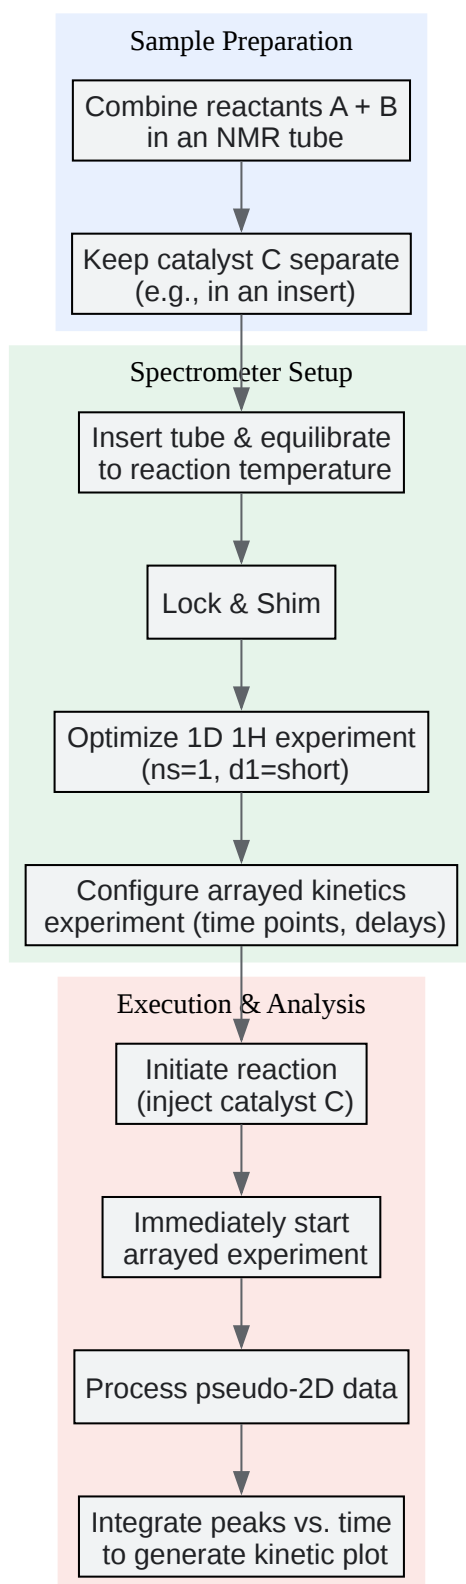 Sample Preparation
Combine reactants A + B
in an NMR tube
Keep catalyst C separate
(e.g., in an insert)
Spectrometer Setup
Insert tube & equilibrate
to reaction temperature
Lock & Shim
Optimize 1D 1H experiment
(ns=1, d1=short)
Configure arrayed kinetics
experiment (time points, delays)
Execution & Analysis
Initiate reaction
(inject catalyst C)
Immediately start
arrayed experiment
Process pseudo-2D data
Integrate peaks vs. time
to generate kinetic plot